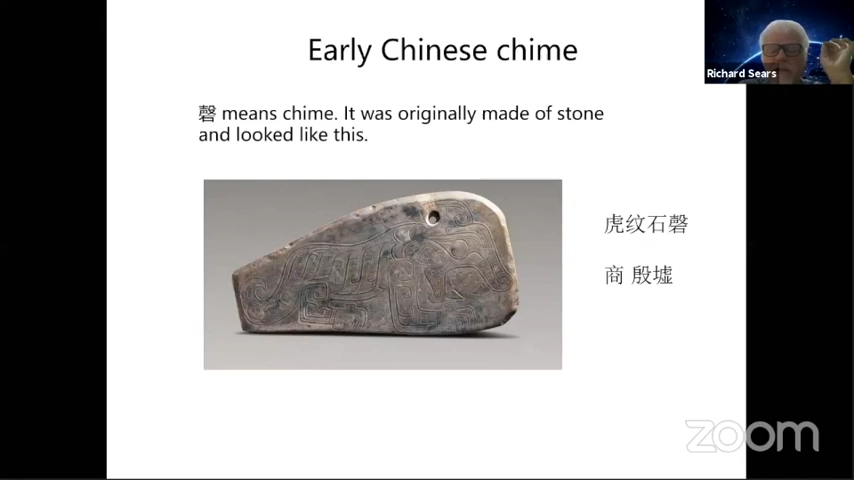 Early Chinese chime
磬 means chime. It was originally made of stone
and looked like this.
虎纹石磬
商 殷墟
Richard Sears
zoom